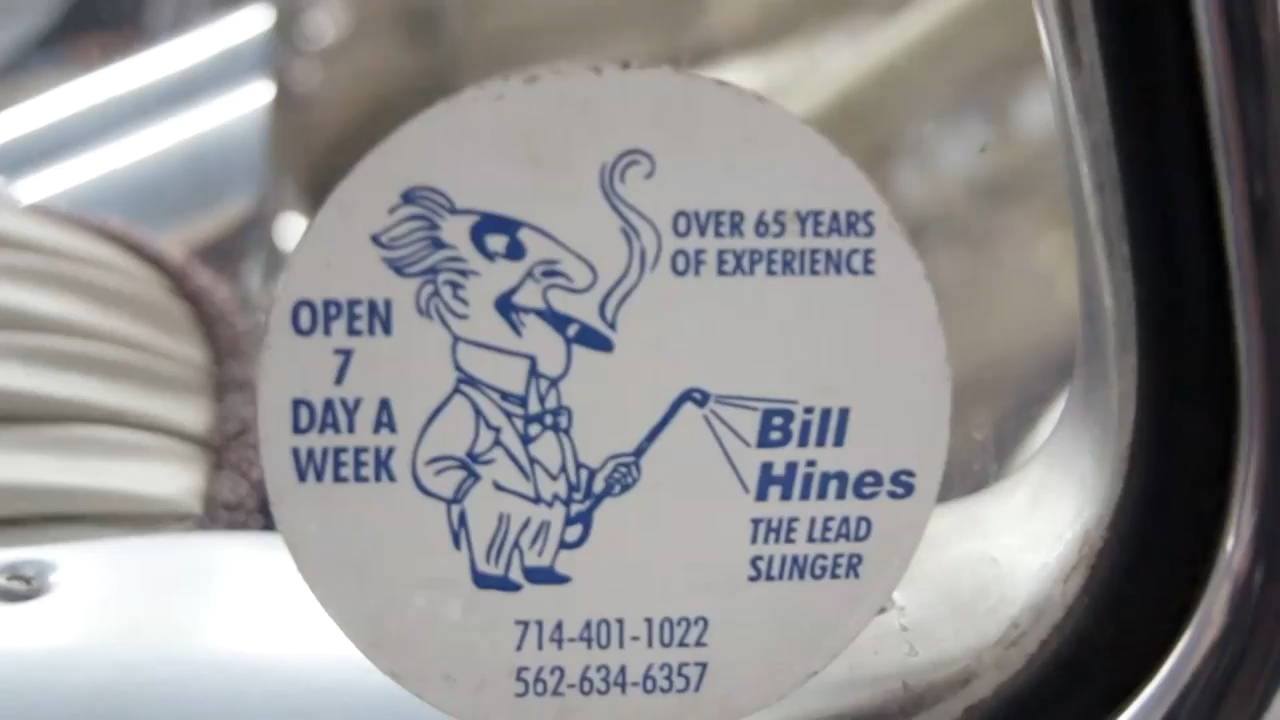 OVER 65 YEARS
OF EXPERIENCE
OPEN
7
DAY A
WEEK
Bill
Hines
THE LEAD
SLINGER
714-401-1022
562-634-6357